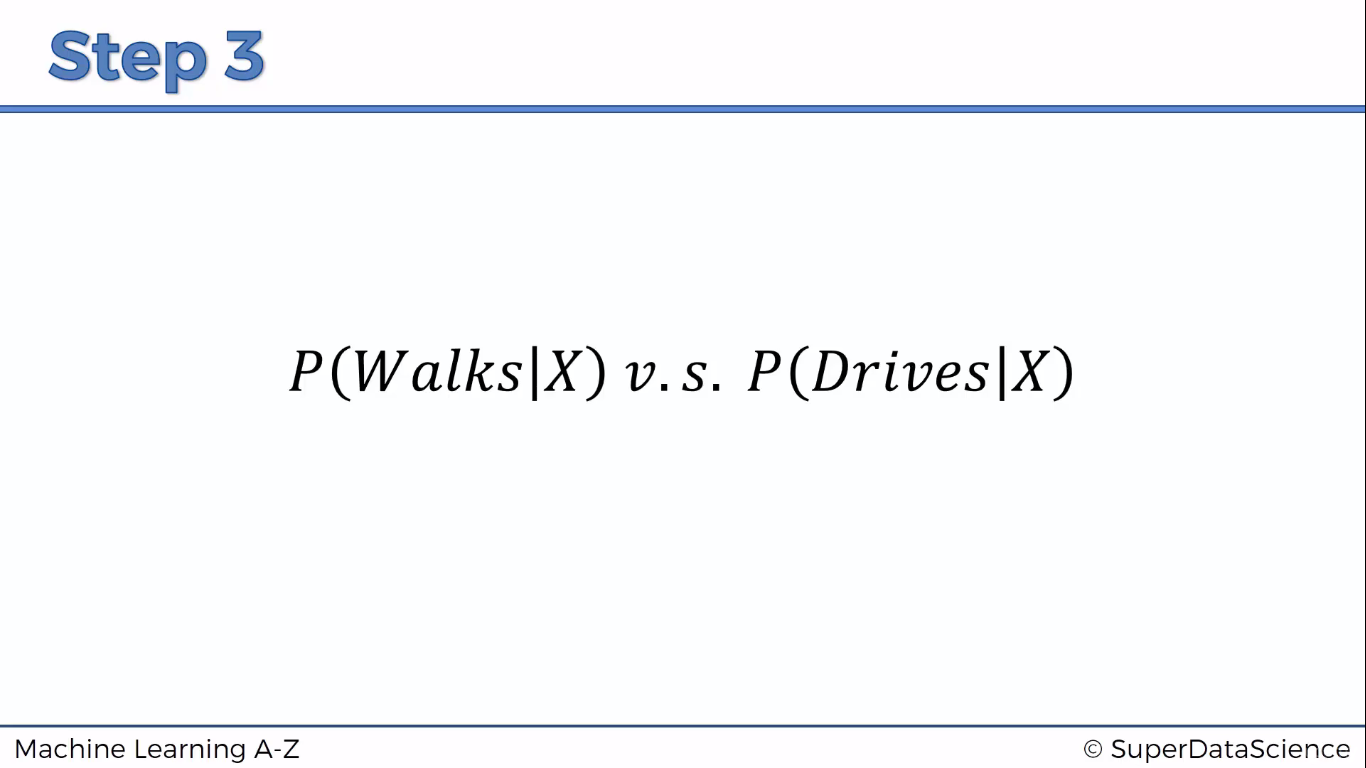 Step 3
P(Walks|X) v.s. P(Drives|X)
Machine Learning A-Z
© SuperDataScience